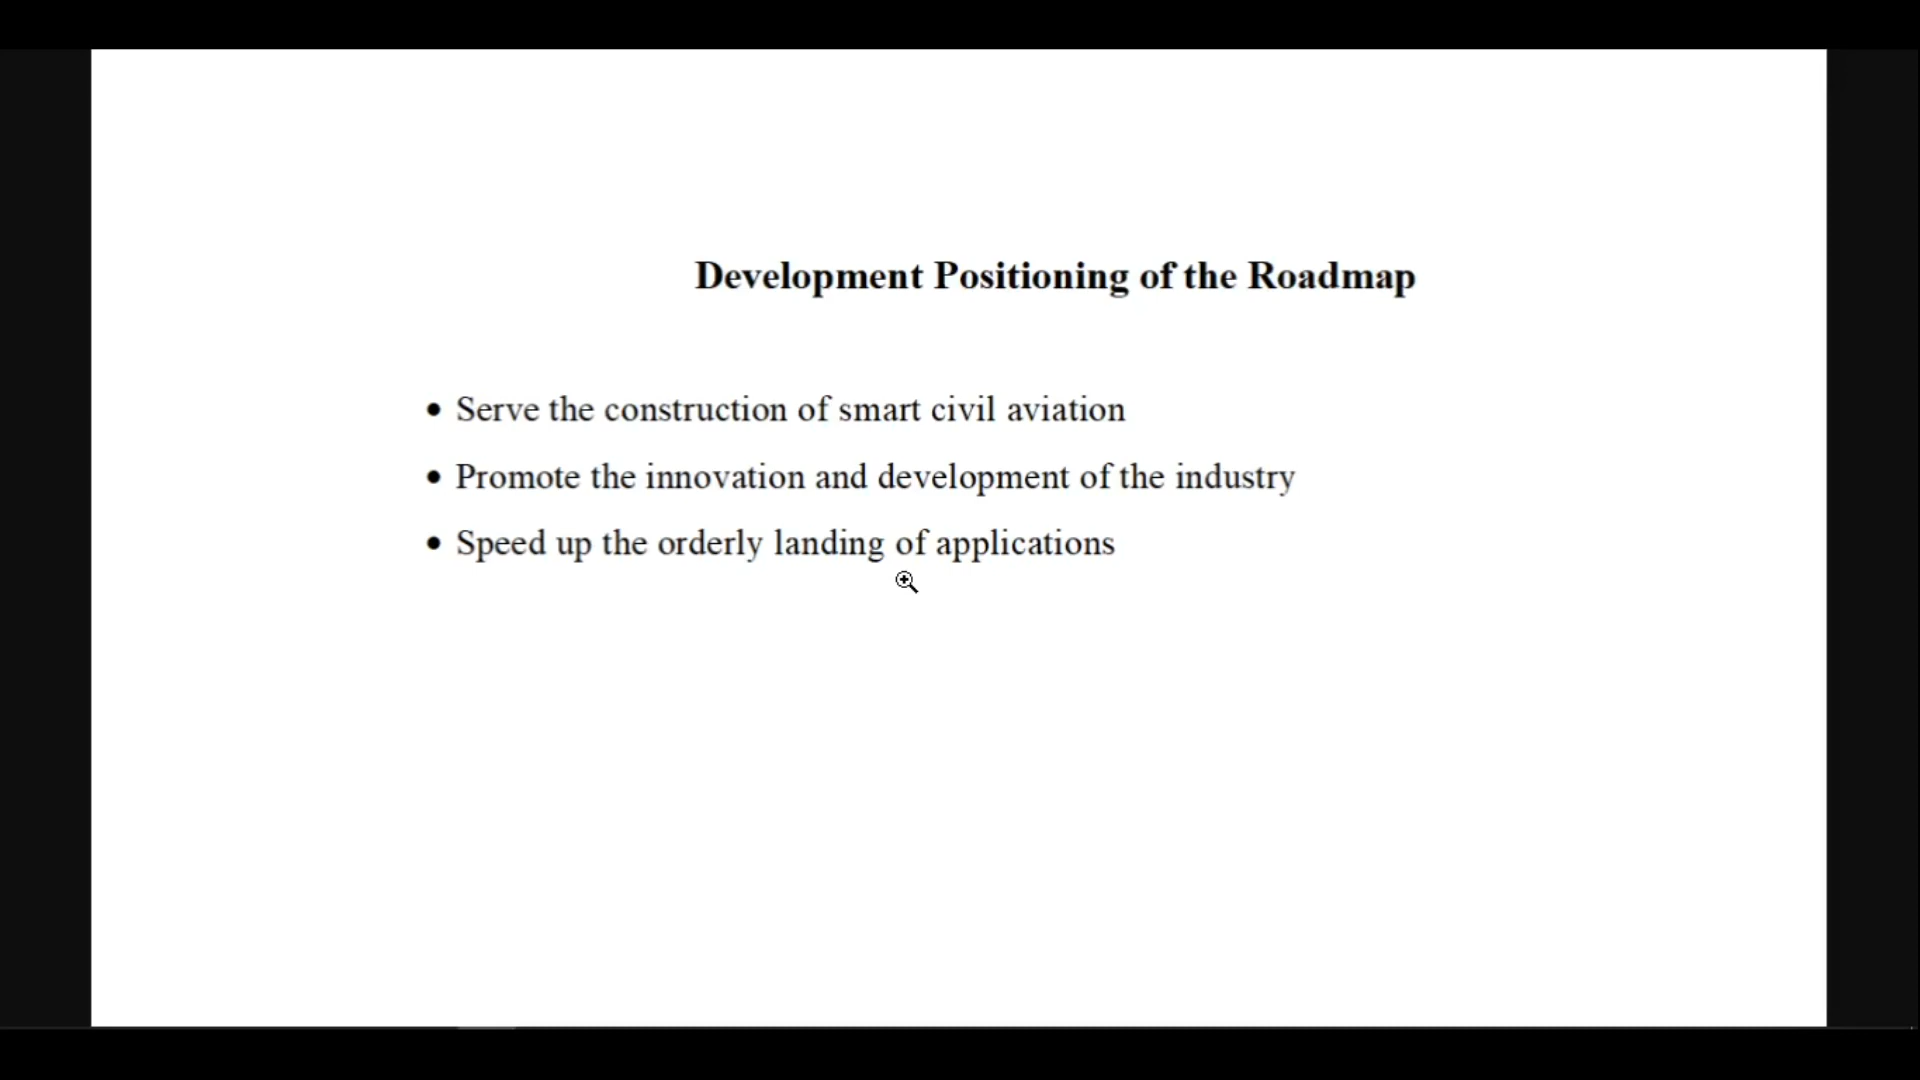 Development Positioning of the Roadmap
• Serve the construction of smart civil aviation
• Promote the innovation and development of the industry
• Speed up the orderly landing of applications